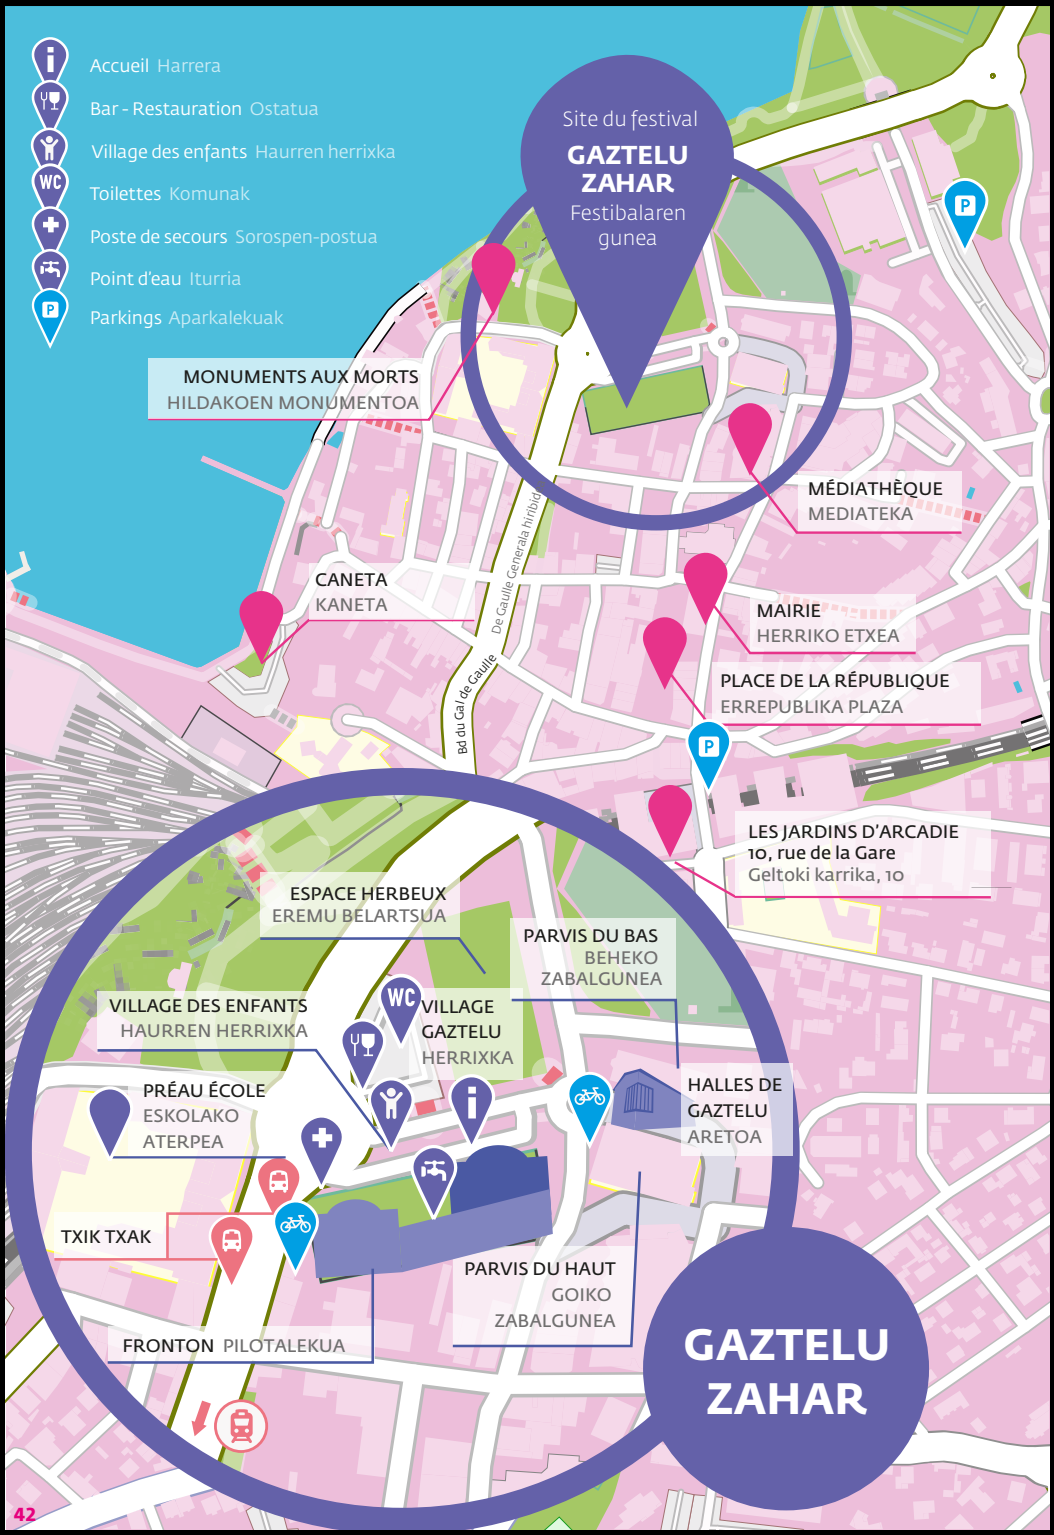 Accueil Harrera
Bar - Restauration Ostatua
Village des enfants Haurren herrixka
WC
Toilettes Komunak
Poste de secours Sorospen-postua
Point d'eau Iturria
P
Parkings Aparkalekuak
Site du festival
GAZTELU
ZAHAR
Festibalaren
gunea
P
MONUMENTS AUX MORTS
HILDAKOEN MONUMENTOA
MÉDIATHÈQUE
MEDIATEKA
CANETA
KANETA
De Gaulle Generala hiribid
Bd du Gal de Gaulle
MAIRIE
HERRIKO ETXEA
PLACE DE LA RÉPUBLIQUE
ERREPUBLIKA PLAZA
P
LES JARDINS D'ARCADIE
10, rue de la Gare
Geltoki karrika, 10
ESPACE HERBEUX
EREMU BELARTSUA
PARVIS DU BAS
BEHEKO
ZABALGUNEA
WC
VILLAGE
GAZTELU
HERRIXKA
VILLAGE DES ENFANTS
HAURREN HERRIXKA
PRÉAU ÉCOLE
ESKOLAKO
ATERPEA
HALLES DE
GAZTELU
ARETOA
TXIK TXAK
PARVIS DU HAUT
GOIKO
ZABALGUNEA
FRONTON PILOTALEKUA
GAZTELU
ZAHAR
42